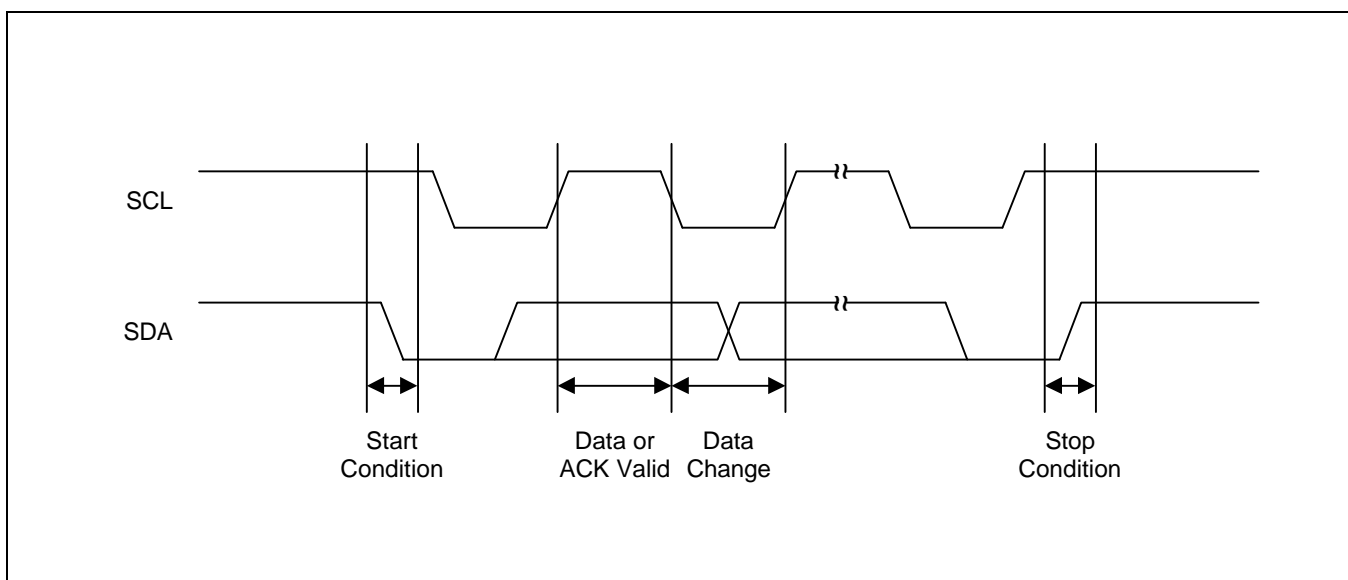 SCL
SDA
Start
Condition
Data or
ACK Valid
Data
Change
Stop
Condition